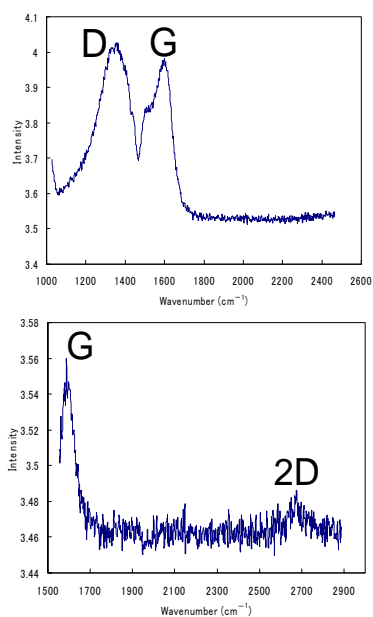 4.1
4
3.9
3.8
3.7
3.6
3.5
3.4
Intensity
D G
1000 1200 1400 1600 1800 2000 2200 2400 2600
Wavenumber (cm⁻¹)
3.58
3.56
3.54
3.52
3.5
3.48
3.46
3.44
Intensity
G
2D
1500 1700 1900 2100 2300 2500 2700 2900
Wavenumber (cm⁻¹)